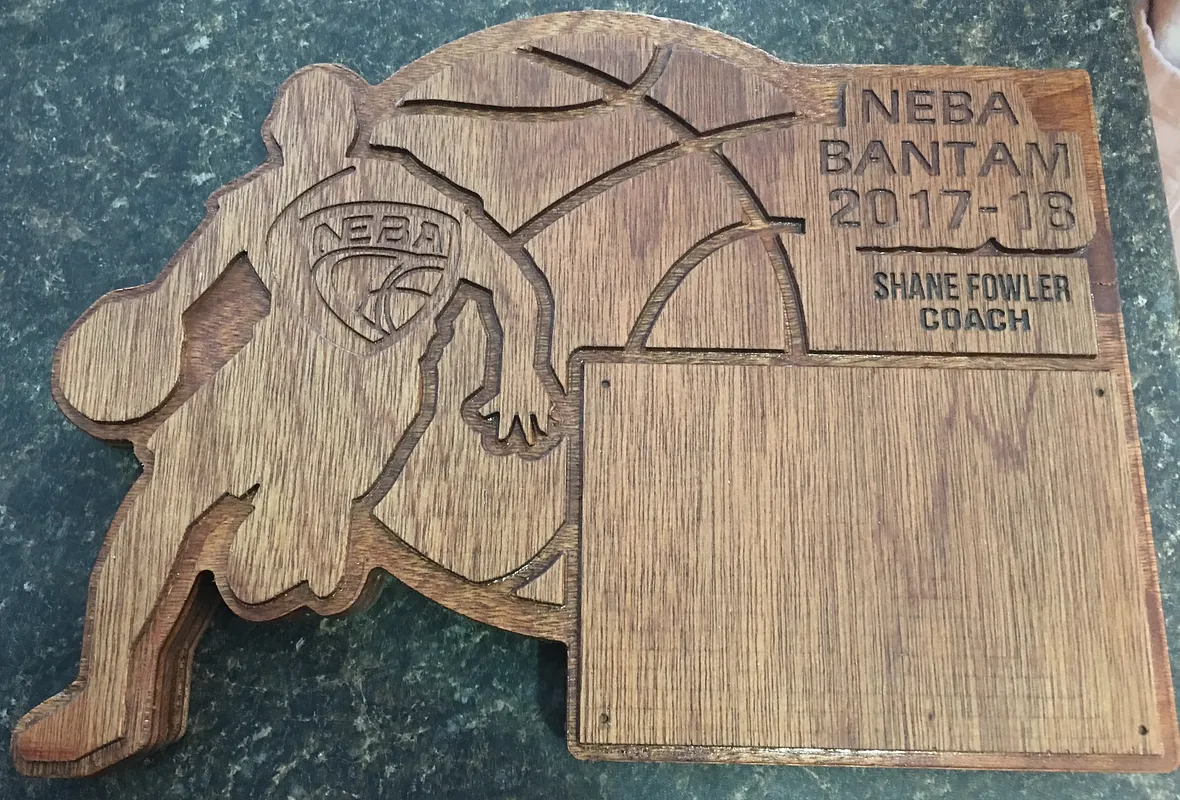 NEBA
BANTAM
2017-18
SHANE FOWLER
COACH
NEBA